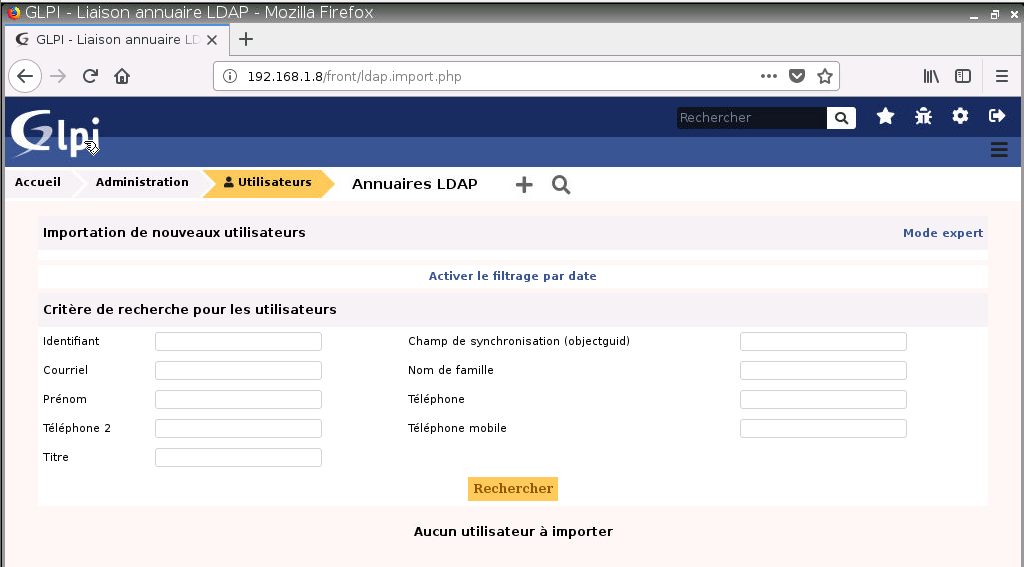 GLPI - Liaison annuaire LDAP - Mozilla Firefox
GLPI - Liaison annuaire LD
192.168.1.8/front/ldap.import.php
Glpi
Rechercher
Accueil Administration Utilisateurs Annuaires LDAP
Importation de nouveaux utilisateurs Mode expert
Activer le filtrage par date
Critère de recherche pour les utilisateurs
Identifiant Champ de synchronisation (objectguid)
Courriel Nom de famille
Prénom Téléphone
Téléphone 2 Téléphone mobile
Titre
Rechercher
Aucun utilisateur à importer